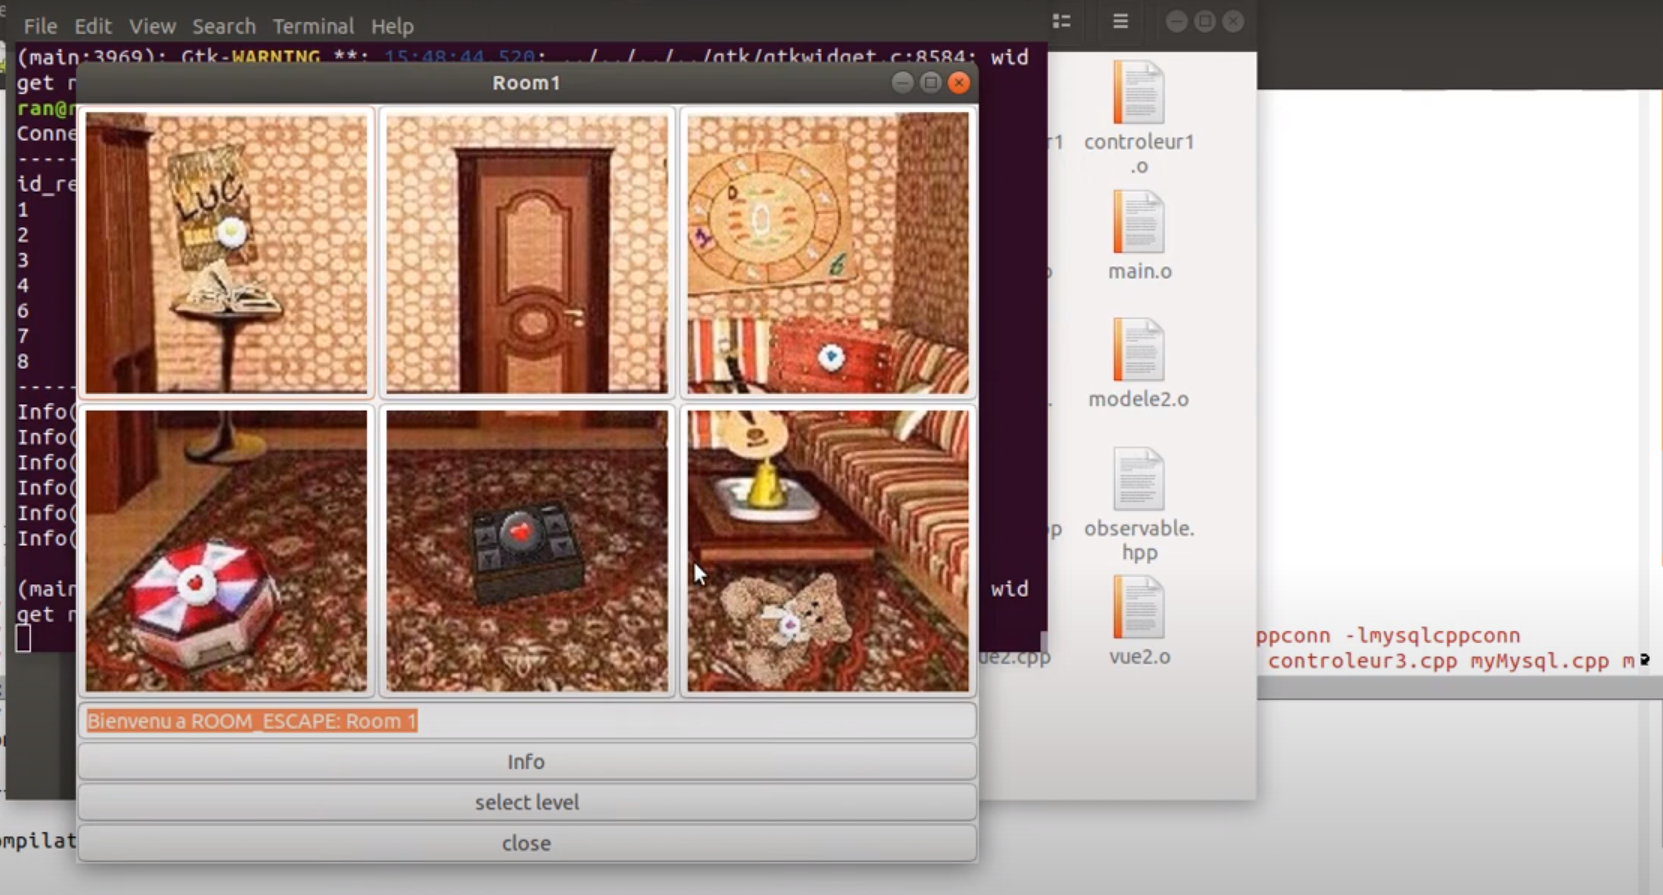 File Edit View Search Terminal Help
(main:3969): Gtk-WARNING **: 15:48:44.520: ../../../../gtk/gtkwidget.c:8584: wid
get
Room1
ran@
Conne
-----
id_re
1
2
3
4
6
7
8
-----
Info(
Info(
Info(
Info(
Info(
Info(
(main
wid
get
LUC
D
1
6
Bienvenu a ROOM_ESCAPE: Room 1
Info
select level
close
r1
controleur1
.o
main.o
modele2.o
observable.
hpp
vue2.cpp
vue2.o
ppconn -lmysqlcppconn
controleur3.cpp myMysql.cpp m
ompilat